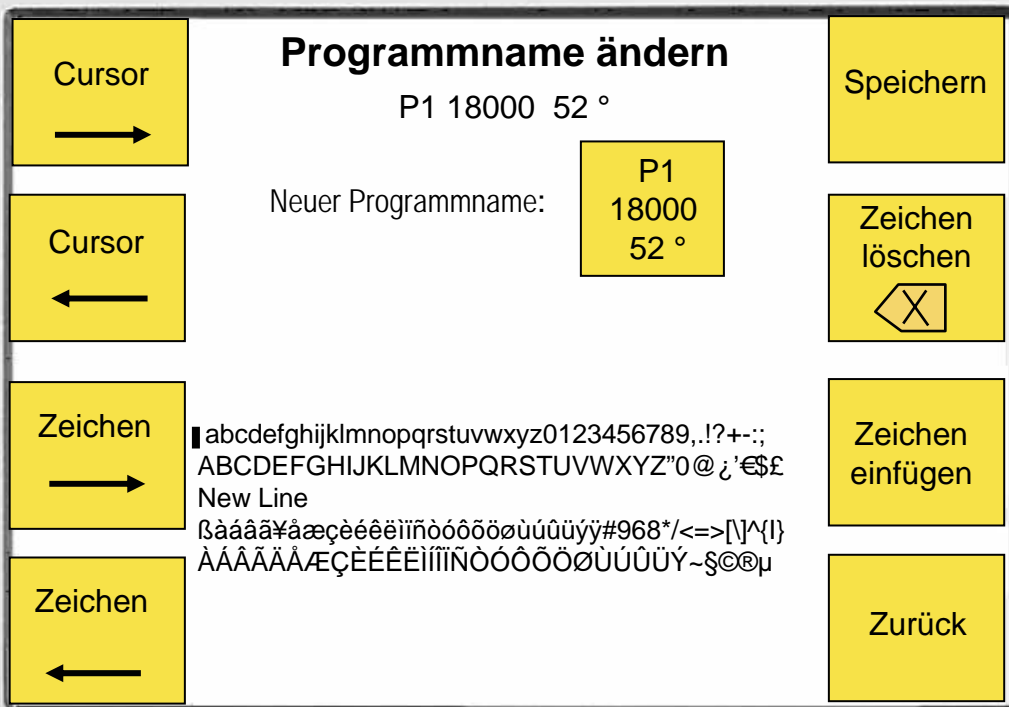 Programmname ändern
P1 18000 52 °
Cursor
Cursor
Zeichen
Zeichen
Neuer Programmname:
P1
18000
52 °
abcdefghijklmnopqrstuvwxyz0123456789,.!?+-:;
ABCDEFGHIJKLMNOPQRSTUVWXYZ”0@¿’€$£
New Line
ßàáâã¥åæçèéêëìïñòóôõöøùúûüýÿ#968*/<=>[\]^{I}
ÀÁÂÃÄÅÆÇÈÉÊËÌÍÎÏÑÒÓÔÕÖØÙÚÛÜÝ~§©®µ
Speichern
Zeichen
löschen
X
Zeichen
einfügen
Zurück